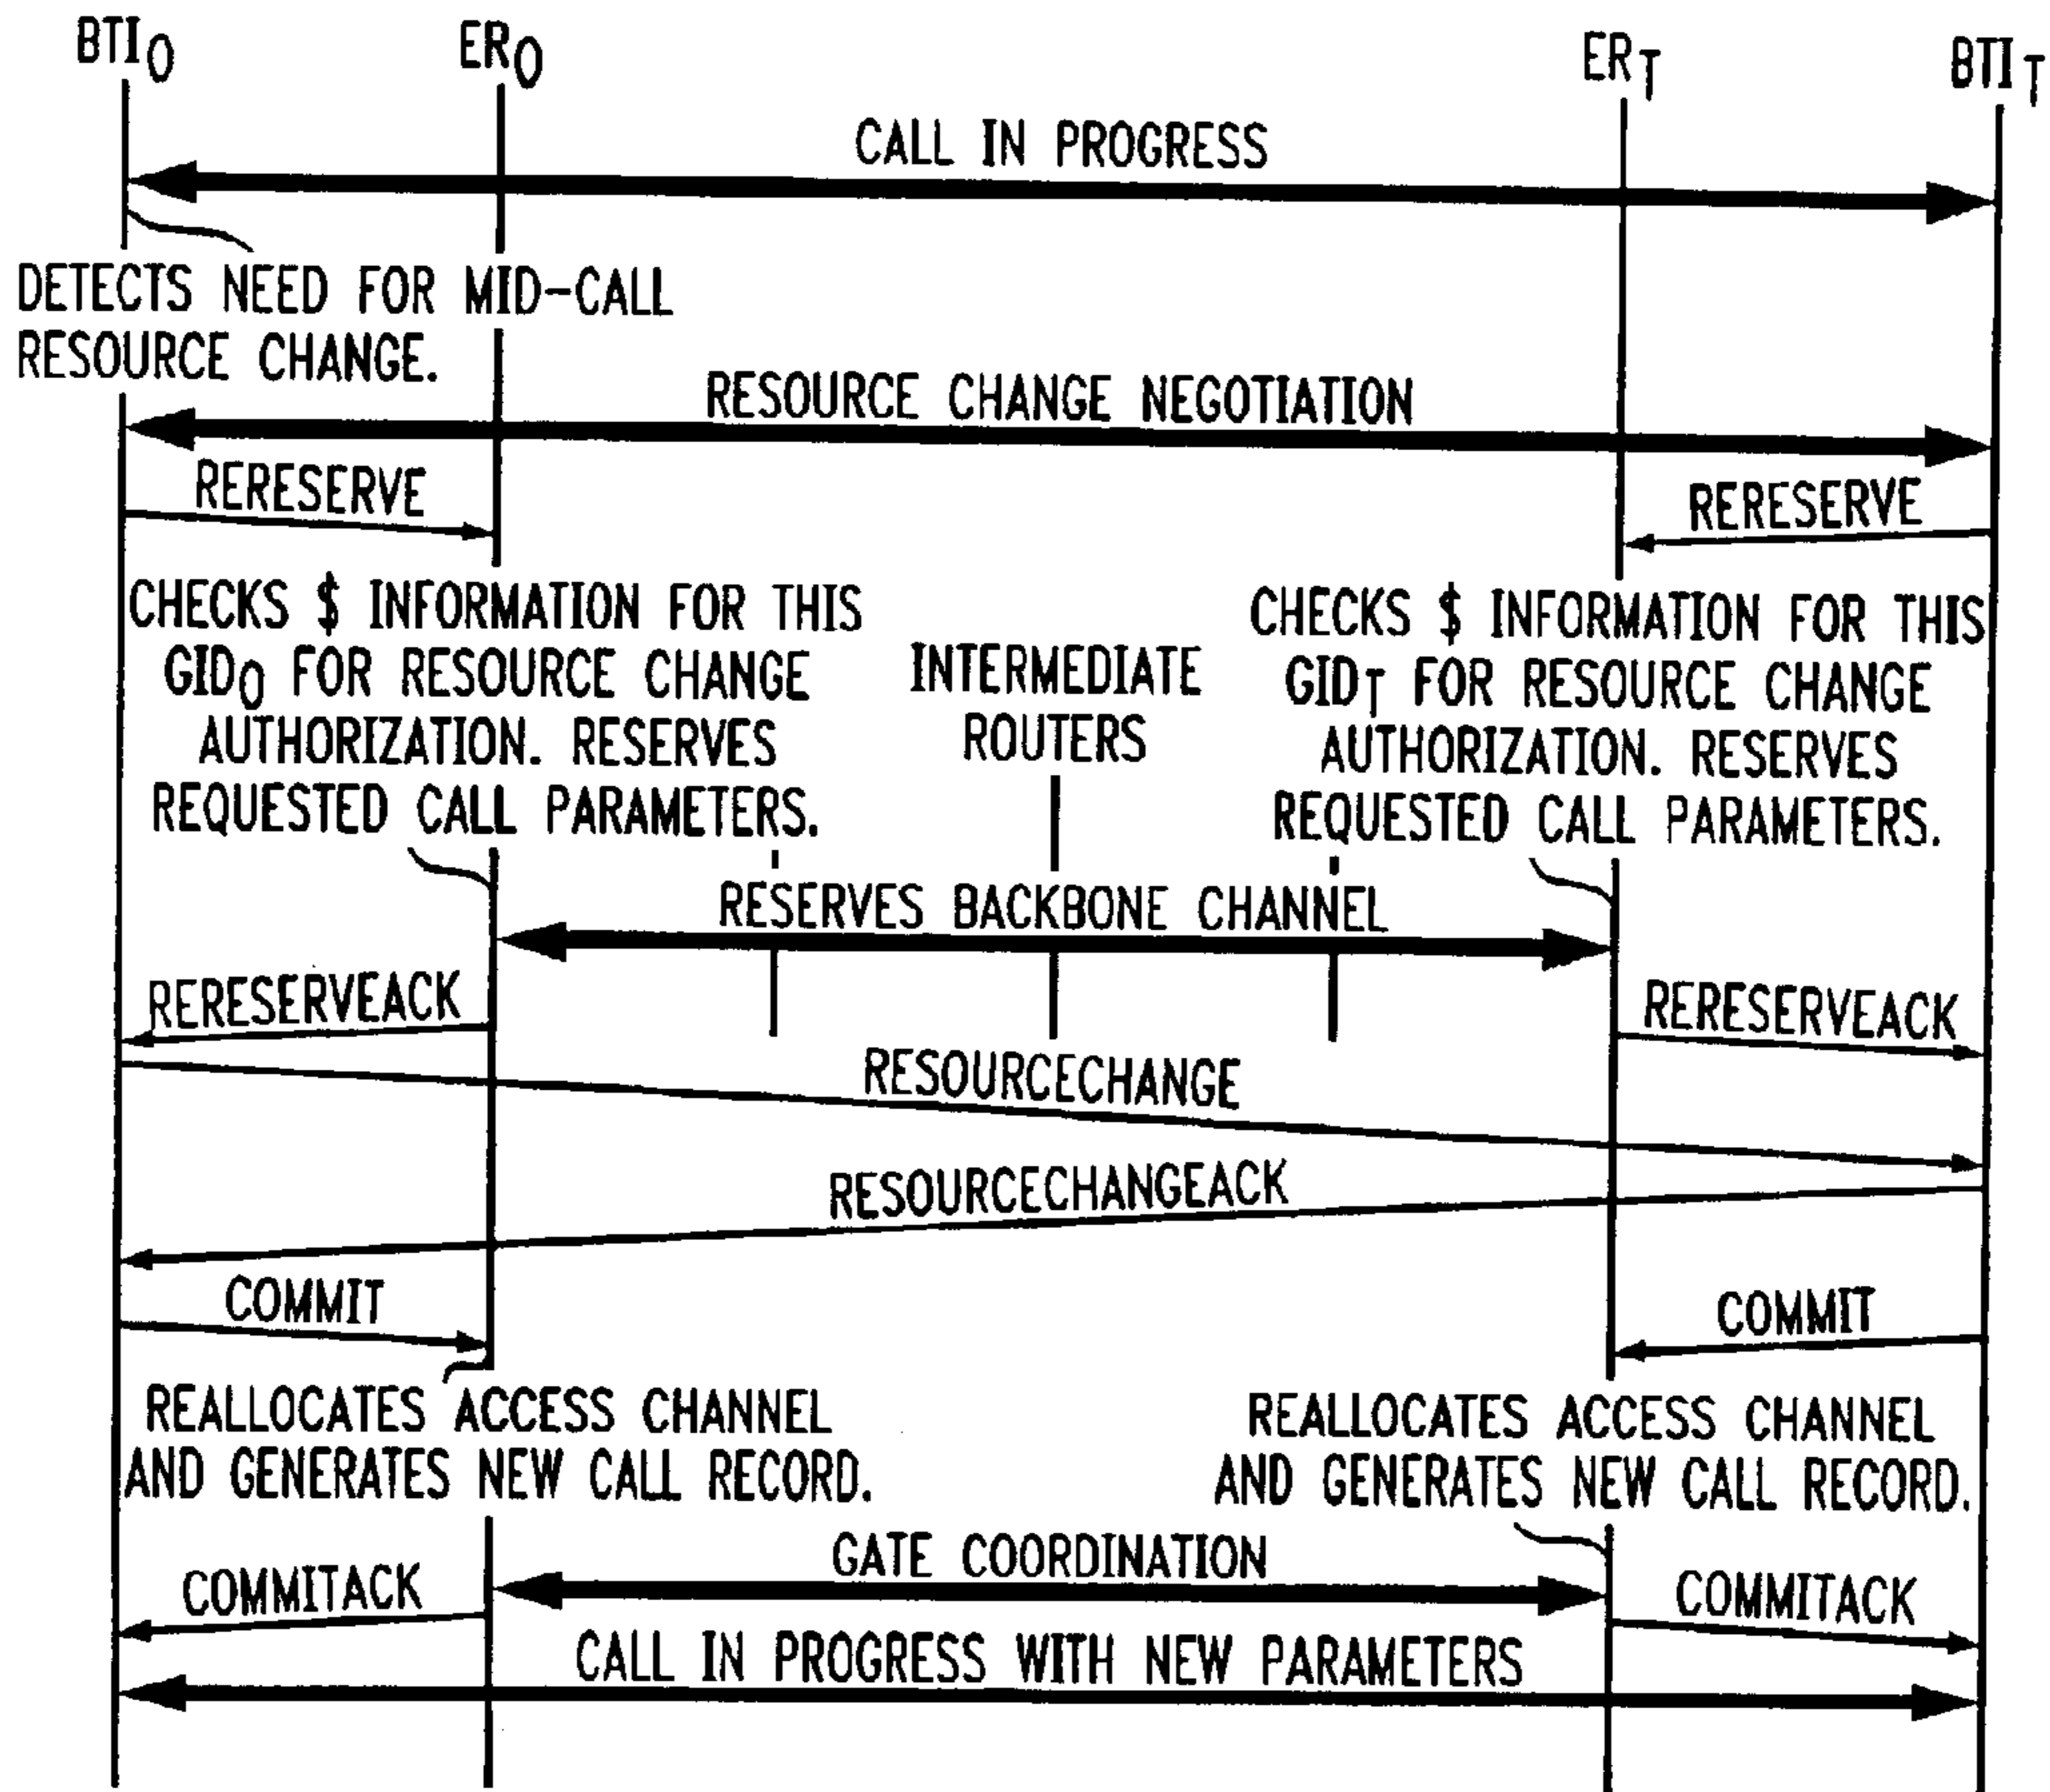 BTIO
ERO
ERT
BTIT
CALL IN PROGRESS
DETECTS NEED FOR MID-CALL
RESOURCE CHANGE.
RESOURCE CHANGE NEGOTIATION
RERESERVE
RERESERVE
CHECKS $ INFORMATION FOR THIS
GIDO FOR RESOURCE CHANGE
AUTHORIZATION. RESERVES
REQUESTED CALL PARAMETERS.
INTERMEDIATE
ROUTERS
CHECKS $ INFORMATION FOR THIS
GIDT FOR RESOURCE CHANGE
AUTHORIZATION. RESERVES
REQUESTED CALL PARAMETERS.
RESERVES BACKBONE CHANNEL
RERESERVEACK
RERESERVEACK
RESOURCECHANGE
RESOURCECHANGEACK
COMMIT
COMMIT
REALLOCATES ACCESS CHANNEL
AND GENERATES NEW CALL RECORD.
REALLOCATES ACCESS CHANNEL
AND GENERATES NEW CALL RECORD.
GATE COORDINATION
COMMITACK
COMMITACK
CALL IN PROGRESS WITH NEW PARAMETERS